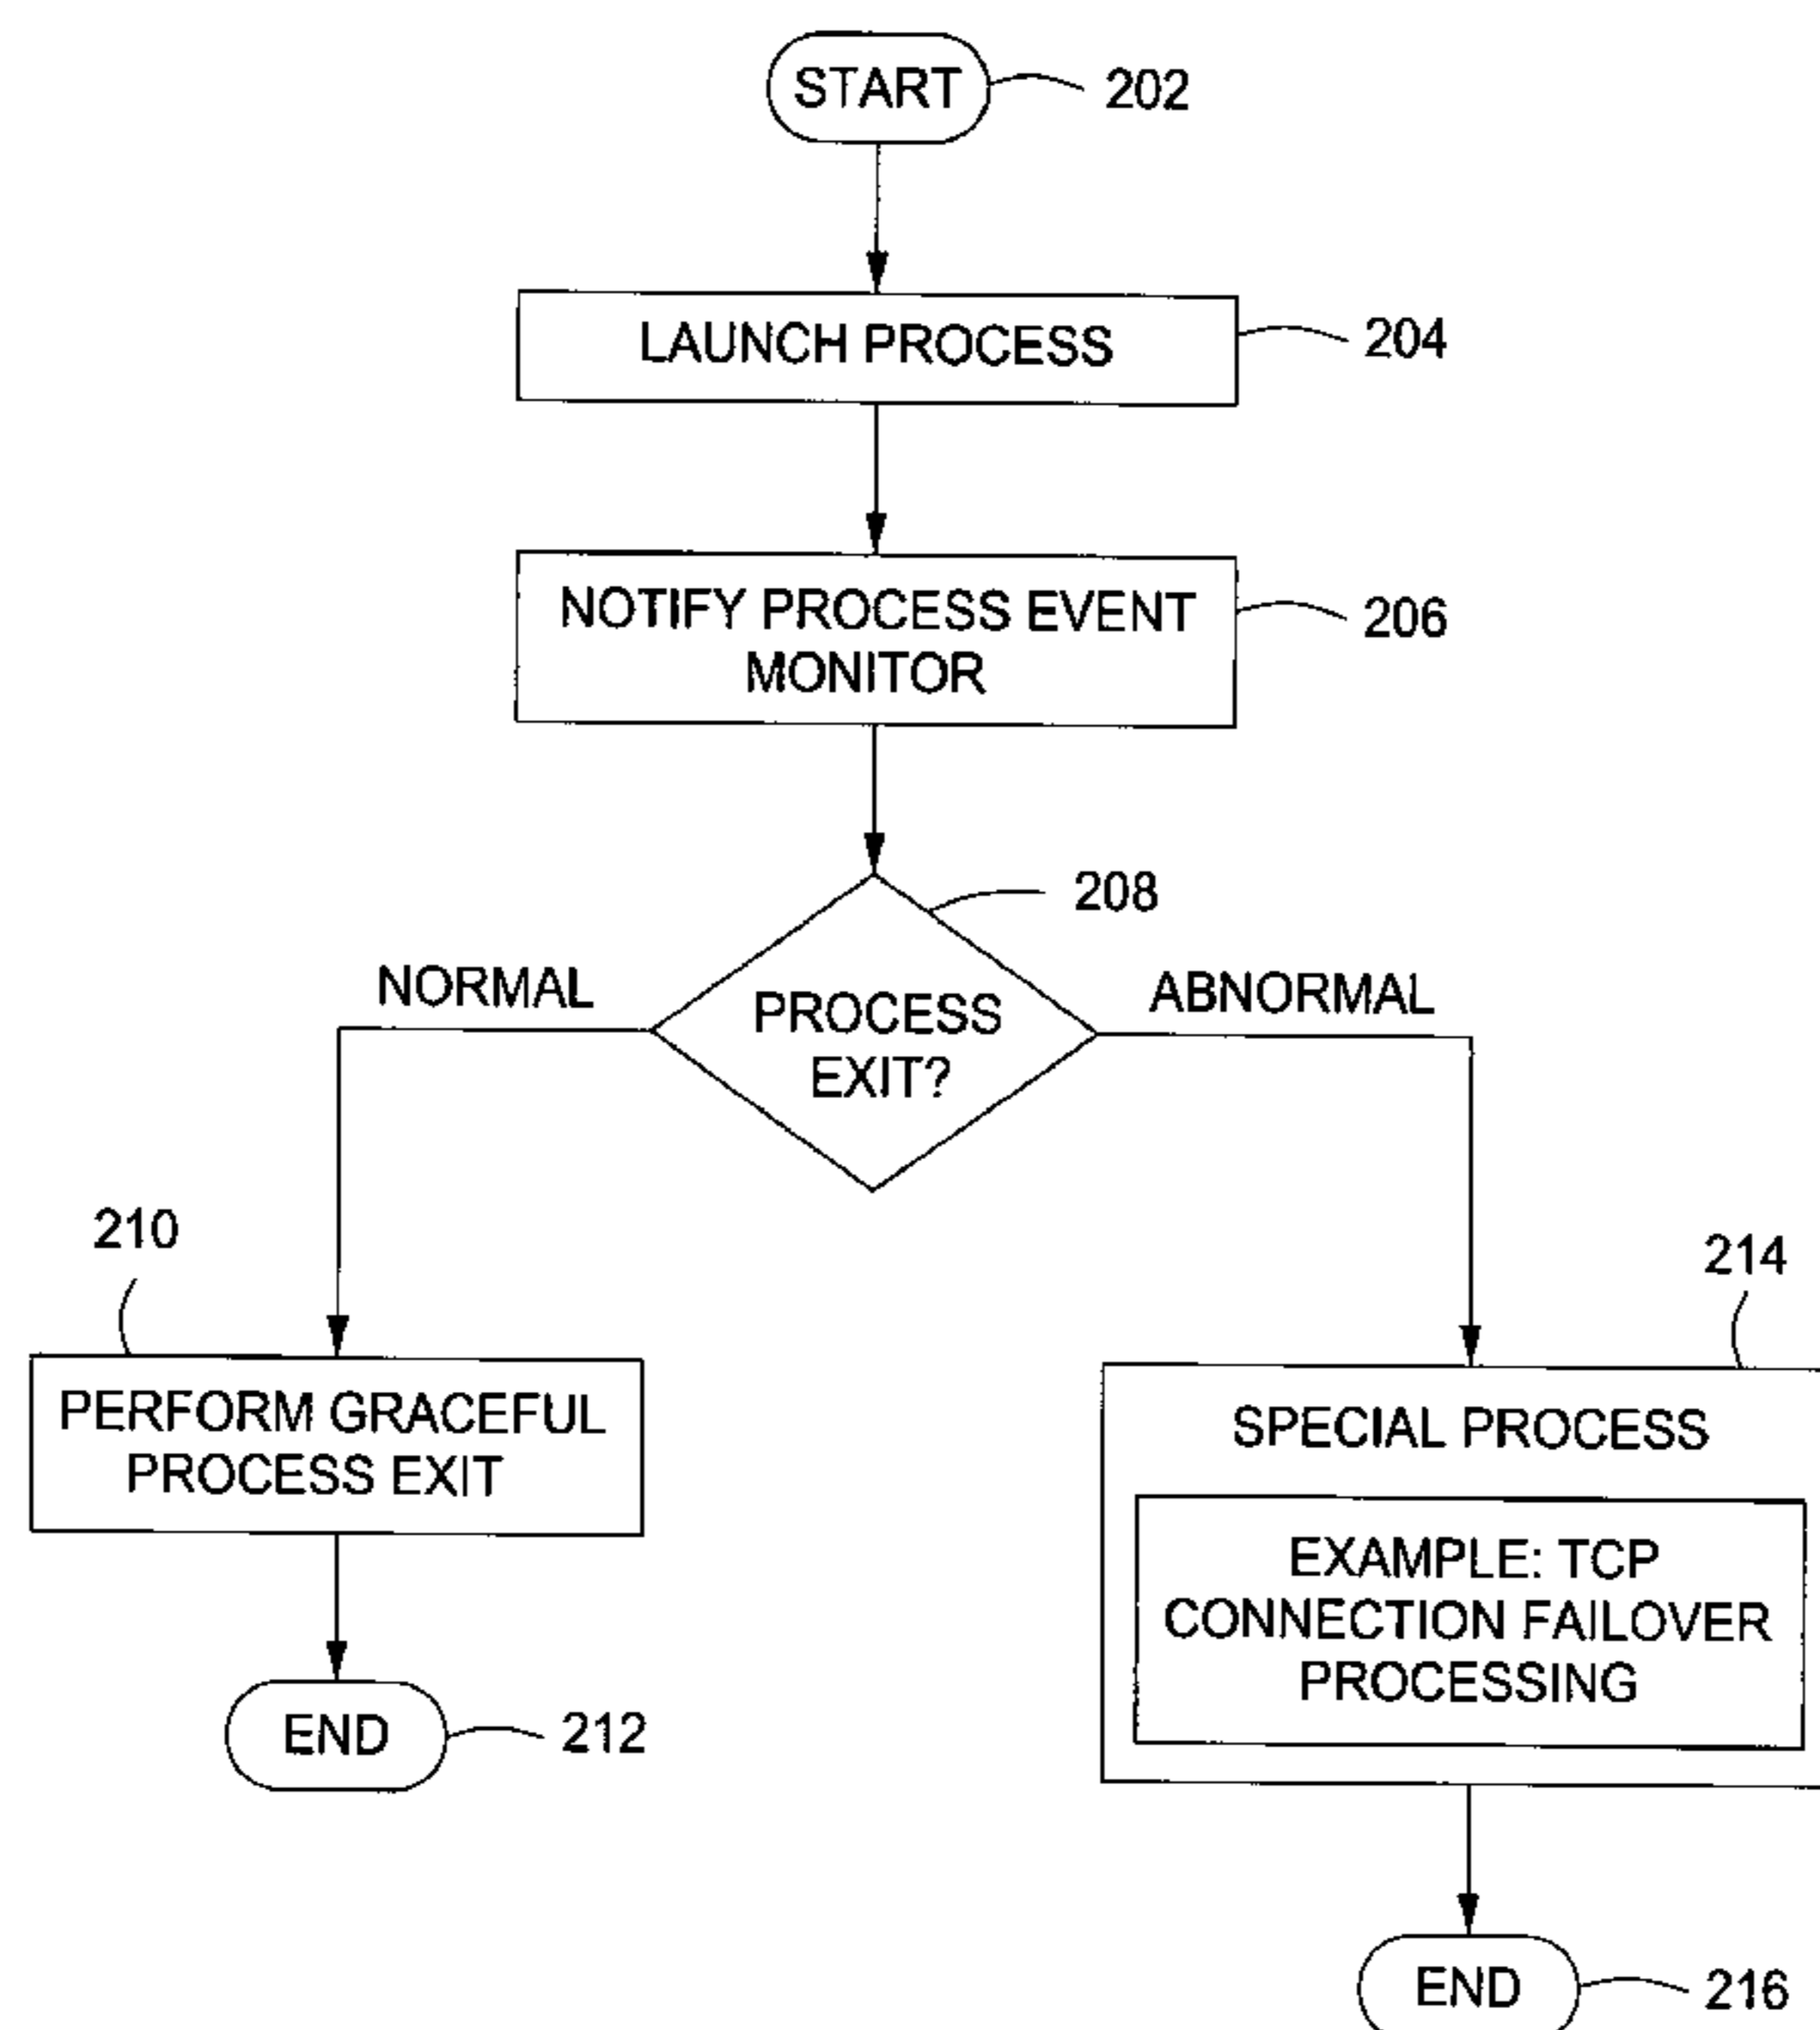 START
202
LAUNCH PROCESS
204
NOTIFY PROCESS EVENT
MONITOR
206
208
NORMAL
PROCESS
EXIT?
ABNORMAL
210
PERFORM GRACEFUL
PROCESS EXIT
END
212
214
SPECIAL PROCESS
EXAMPLE: TCP
CONNECTION FAILOVER
PROCESSING
END
216